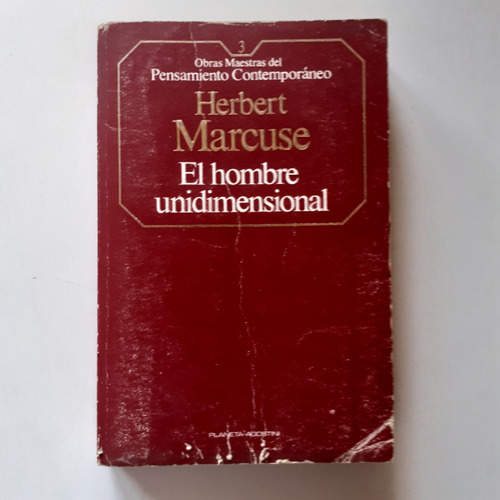 3
Obras Maestras del
Pensamiento Contemporáneo
Herbert
Marcuse
El hombre
unidimensional
PLANETA-AGOSTINI